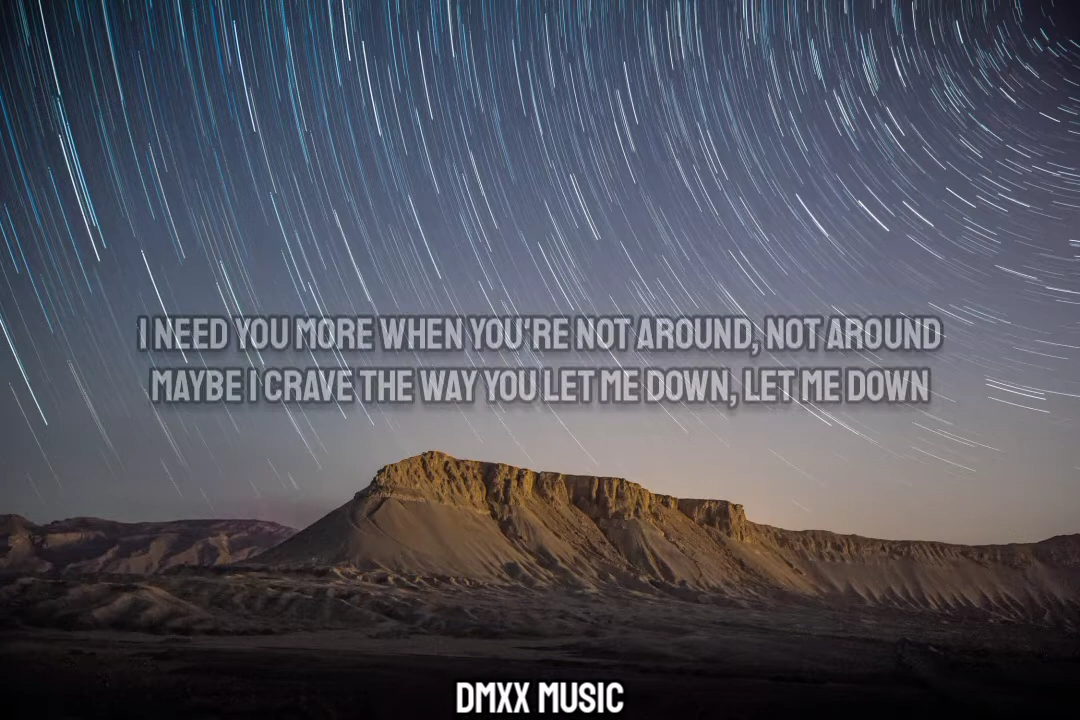 I NEED YOU MORE WHEN YOU'RE NOT AROUND, NOT AROUND
MAYBE I CRAVE THE WAY YOU LET ME DOWN, LET ME DOWN
DMXX MUSIC